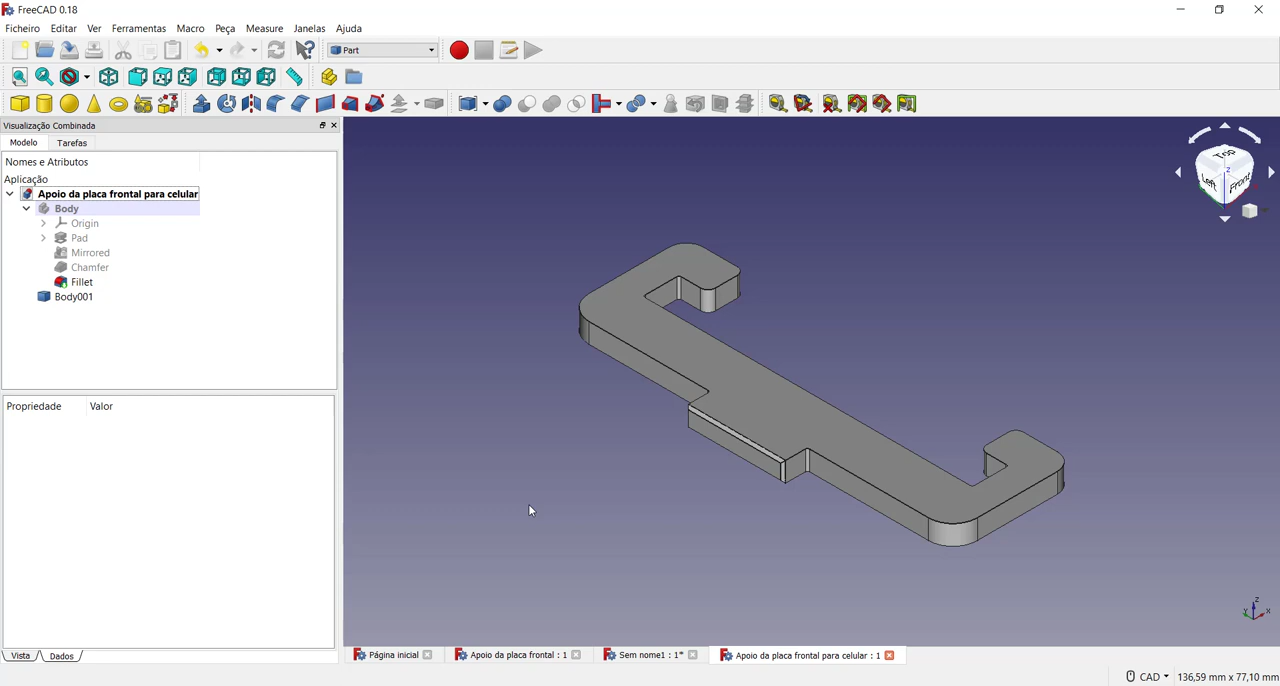 FreeCAD 0.18
Ficheiro Editar Ver Ferramentas Macro Peça Measure Janelas Ajuda
Part
Visualização Combinada
Modelo Tarefas
Nomes e Atributos
Aplicação
Apoio da placa frontal para celular
Body
Origin
Pad
Mirrored
Chamfer
Fillet
Body001
Top
Left
Front
Z
Propriedade Valor
Z
Y
X
Vista Dados
Página inicial Apoio da placa frontal : 1 Sem nome1 : 1* Apoio da placa frontal para celular : 1
CAD 136,59 mm x 77,10 mm